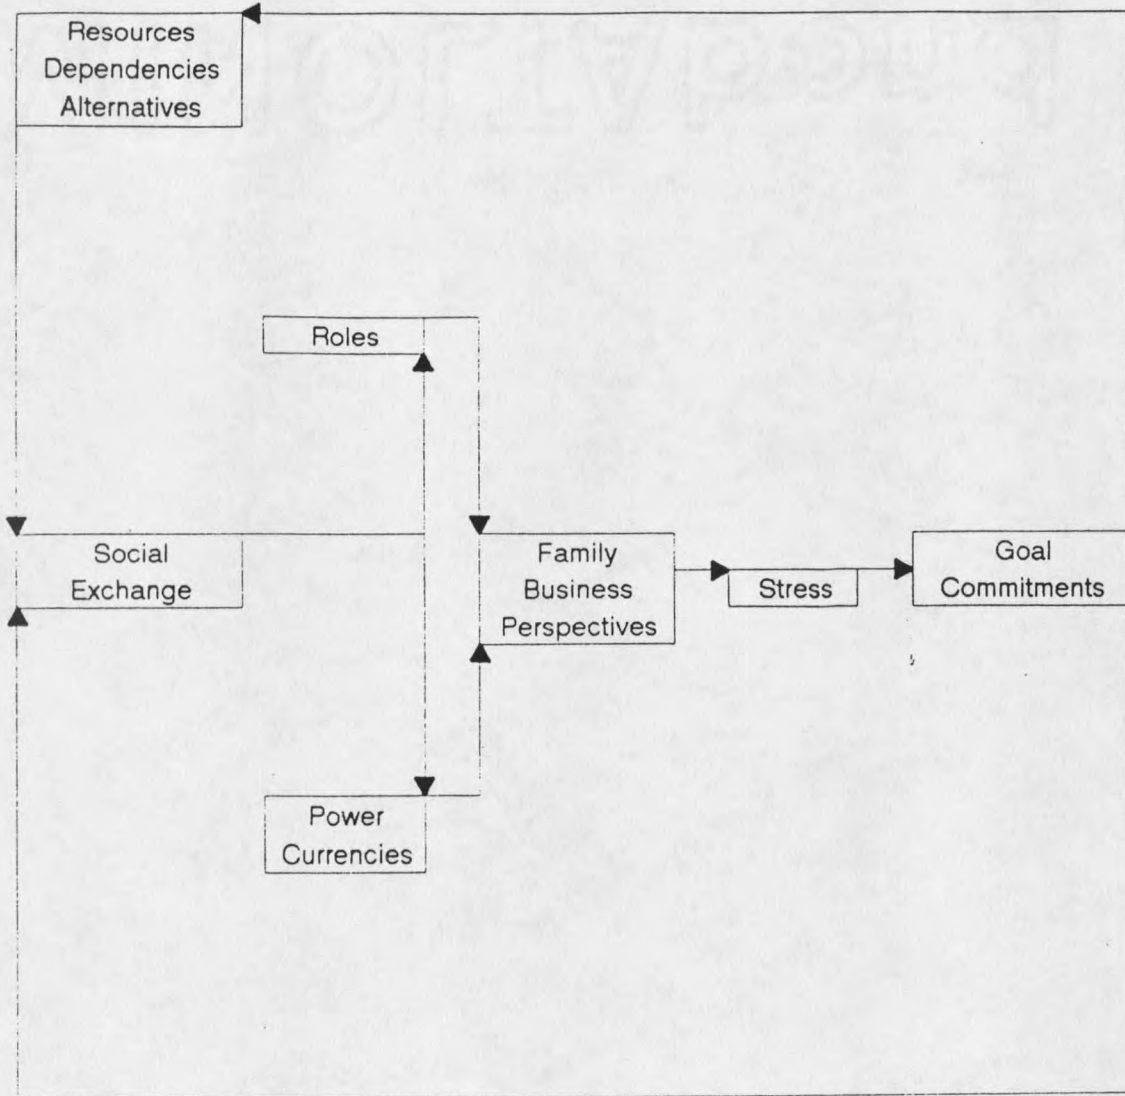 Resources
Dependencies
Alternatives
Roles
Social
Exchange
Family
Business
Perspectives
Stress
Goal
Commitments
Power
Currencies